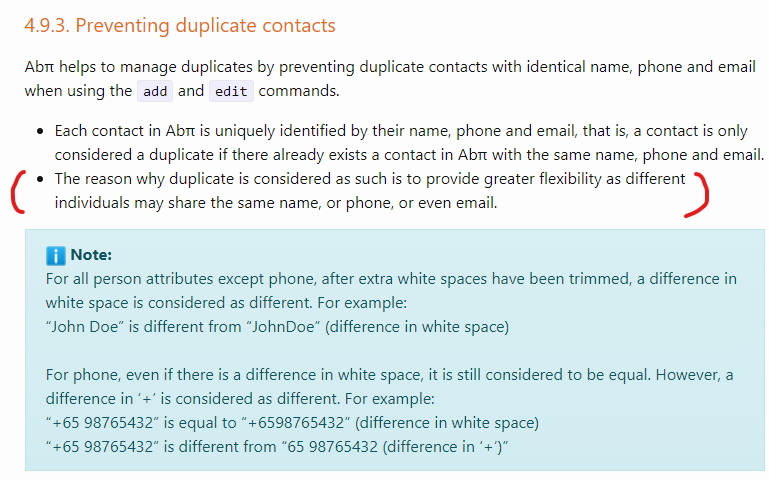 4.9.3. Preventing duplicate contacts
Abπ helps to manage duplicates by preventing duplicate contacts with identical name, phone and email
when using the add and edit commands.
• Each contact in Abπ is uniquely identified by their name, phone and email, that is, a contact is only
considered a duplicate if there already exists a contact in Abπ with the same name, phone and email.
• The reason why duplicate is considered as such is to provide greater flexibility as different
individuals may share the same name, or phone, or even email.
ℹ️ Note:
For all person attributes except phone, after extra white spaces have been trimmed, a difference in
white space is considered as different. For example:
“John Doe” is different from “JohnDoe” (difference in white space)
For phone, even if there is a difference in white space, it is still considered to be equal. However, a
difference in ‘+’ is considered as different. For example:
“+65 98765432” is equal to “+6598765432” (difference in white space)
“+65 98765432” is different from “65 98765432 (difference in ‘+’)”